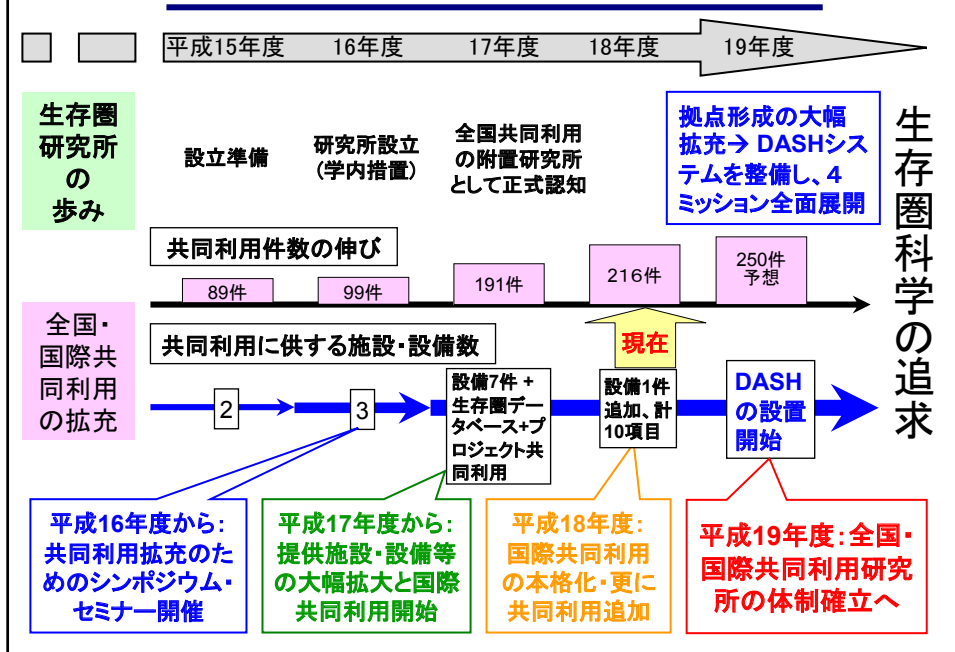 平成15年度
16年度
17年度
18年度
19年度
生存圏
研究所
の
歩み
設立準備
研究所設立
(学内措置)
全国共同利用
の附置研究所
として正式認知
拠点形成の大幅
拡充→ DASHシス
テムを整備し、4
ミッション全面展開
生存圏科学の追求
共同利用件数の伸び
89件
99件
191件
216件
250件
予想
全国・
国際共
同利用
の拡充
共同利用に供する施設・設備数
現在
2
3
設備7件 +
生存圏デー
タベース+プ
ロジェクト共
同利用
設備1件
追加、計
10項目
DASH
の設置
開始
平成16年度から:
共同利用拡充のた
めのシンポジウム・
セミナー開催
平成17年度から:
提供施設・設備等
の大幅拡大と国際
共同利用開始
平成18年度:
国際共同利用
の本格化・更に
共同利用追加
平成19年度:全国・
国際共同利用研究
所の体制確立へ